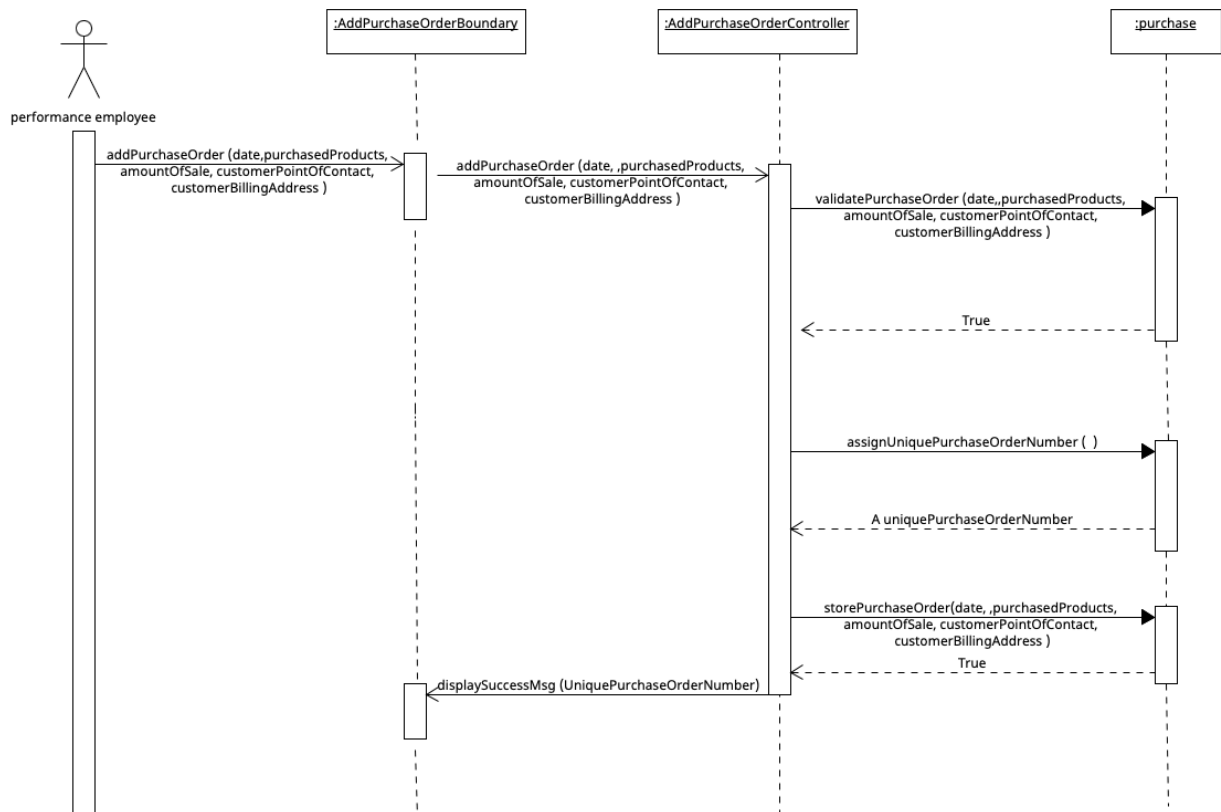 :AddPurchaseOrderBoundary
:AddPurchaseOrderController
:purchase
performance employee
addPurchaseOrder (date,purchasedProducts,
amountOfSale, customerPointOfContact,
customerBillingAddress )
addPurchaseOrder (date, ,purchasedProducts,
amountOfSale, customerPointOfContact,
customerBillingAddress )
validatePurchaseOrder (date,,purchasedProducts,
amountOfSale, customerPointOfContact,
customerBillingAddress )
True
assignUniquePurchaseOrderNumber (  )
A uniquePurchaseOrderNumber
storePurchaseOrder(date, ,purchasedProducts,
amountOfSale, customerPointOfContact,
customerBillingAddress )
True
displaySuccessMsg (UniquePurchaseOrderNumber)